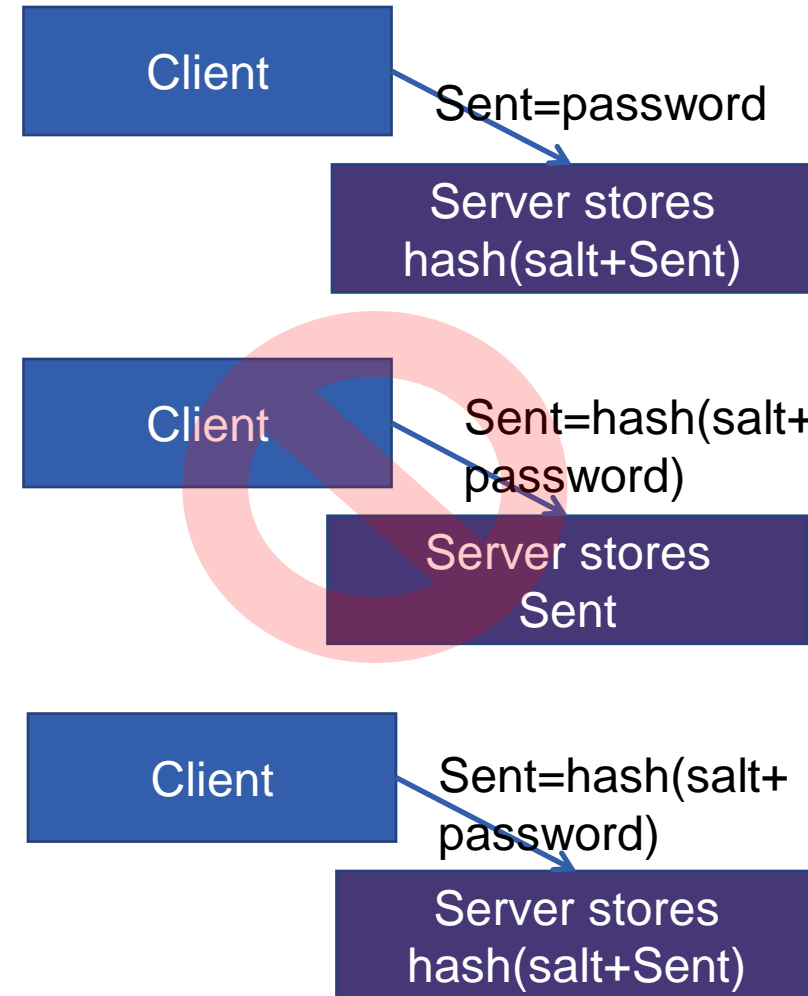 Client
Sent=password
Server stores
hash(salt+Sent)
Client
Sent=hash(salt+
password)
Server stores
Sent
Client
Sent=hash(salt+
password)
Server stores
hash(salt+Sent)